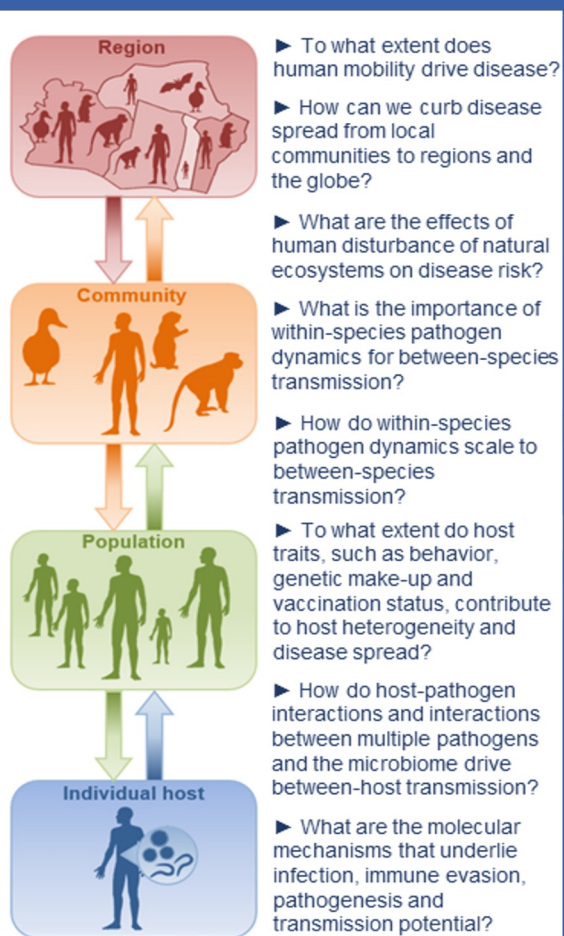 Region
► To what extent does
human mobility drive disease?
► How can we curb disease
spread from local
communities to regions and
the globe?
► What are the effects of
human disturbance of natural
ecosystems on disease risk?
Community
► What is the importance of
within-species pathogen
dynamics for between-species
transmission?
► How do within-species
pathogen dynamics scale to
between-species
transmission?
Population
► To what extent do host
traits, such as behavior,
genetic make-up and
vaccination status, contribute
to host heterogeneity and
disease spread?
► How do host-pathogen
interactions and interactions
between multiple pathogens
and the microbiome drive
between-host transmission?
Individual host
► What are the molecular
mechanisms that underlie
infection, immune evasion,
pathogenesis and
transmission potential?